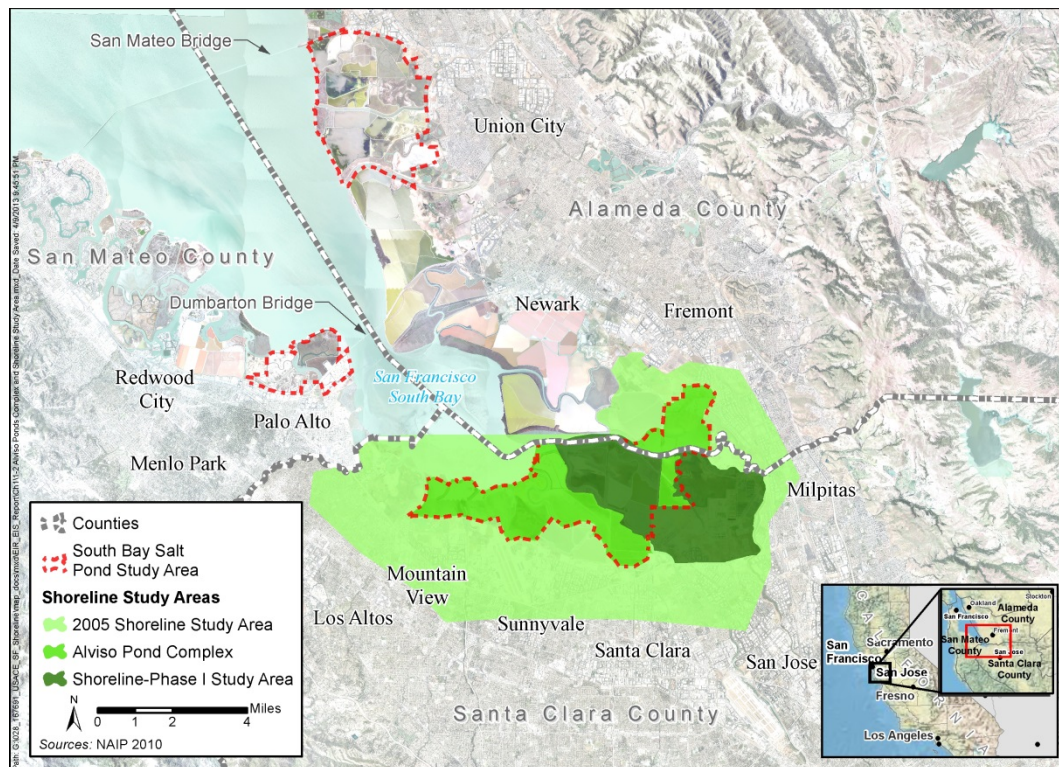 San Mateo Bridge
Union City
Alameda County
San Mateo County
Dumbarton Bridge
Newark
Fremont
San Francisco
South Bay
Redwood
City
Palo Alto
Menlo Park
Milpitas
Mountain
View
Los Altos
Sunnyvale
Santa Clara
San Jose
Santa Clara County
Counties
South Bay Salt
Pond Study Area
Shoreline Study Areas
2005 Shoreline Study Area
Alviso Pond Complex
Shoreline-Phase I Study Area
N
0 2 4 Miles
Sources: NAIP 2010
San
Francisco
Sacramento
San Jose
Fresno
Los Angeles
CALIFORNIA
Stockton
Oakland
San Francisco
Alameda
County
Fremont
San Mateo
County
San Jose
Santa Clara
County